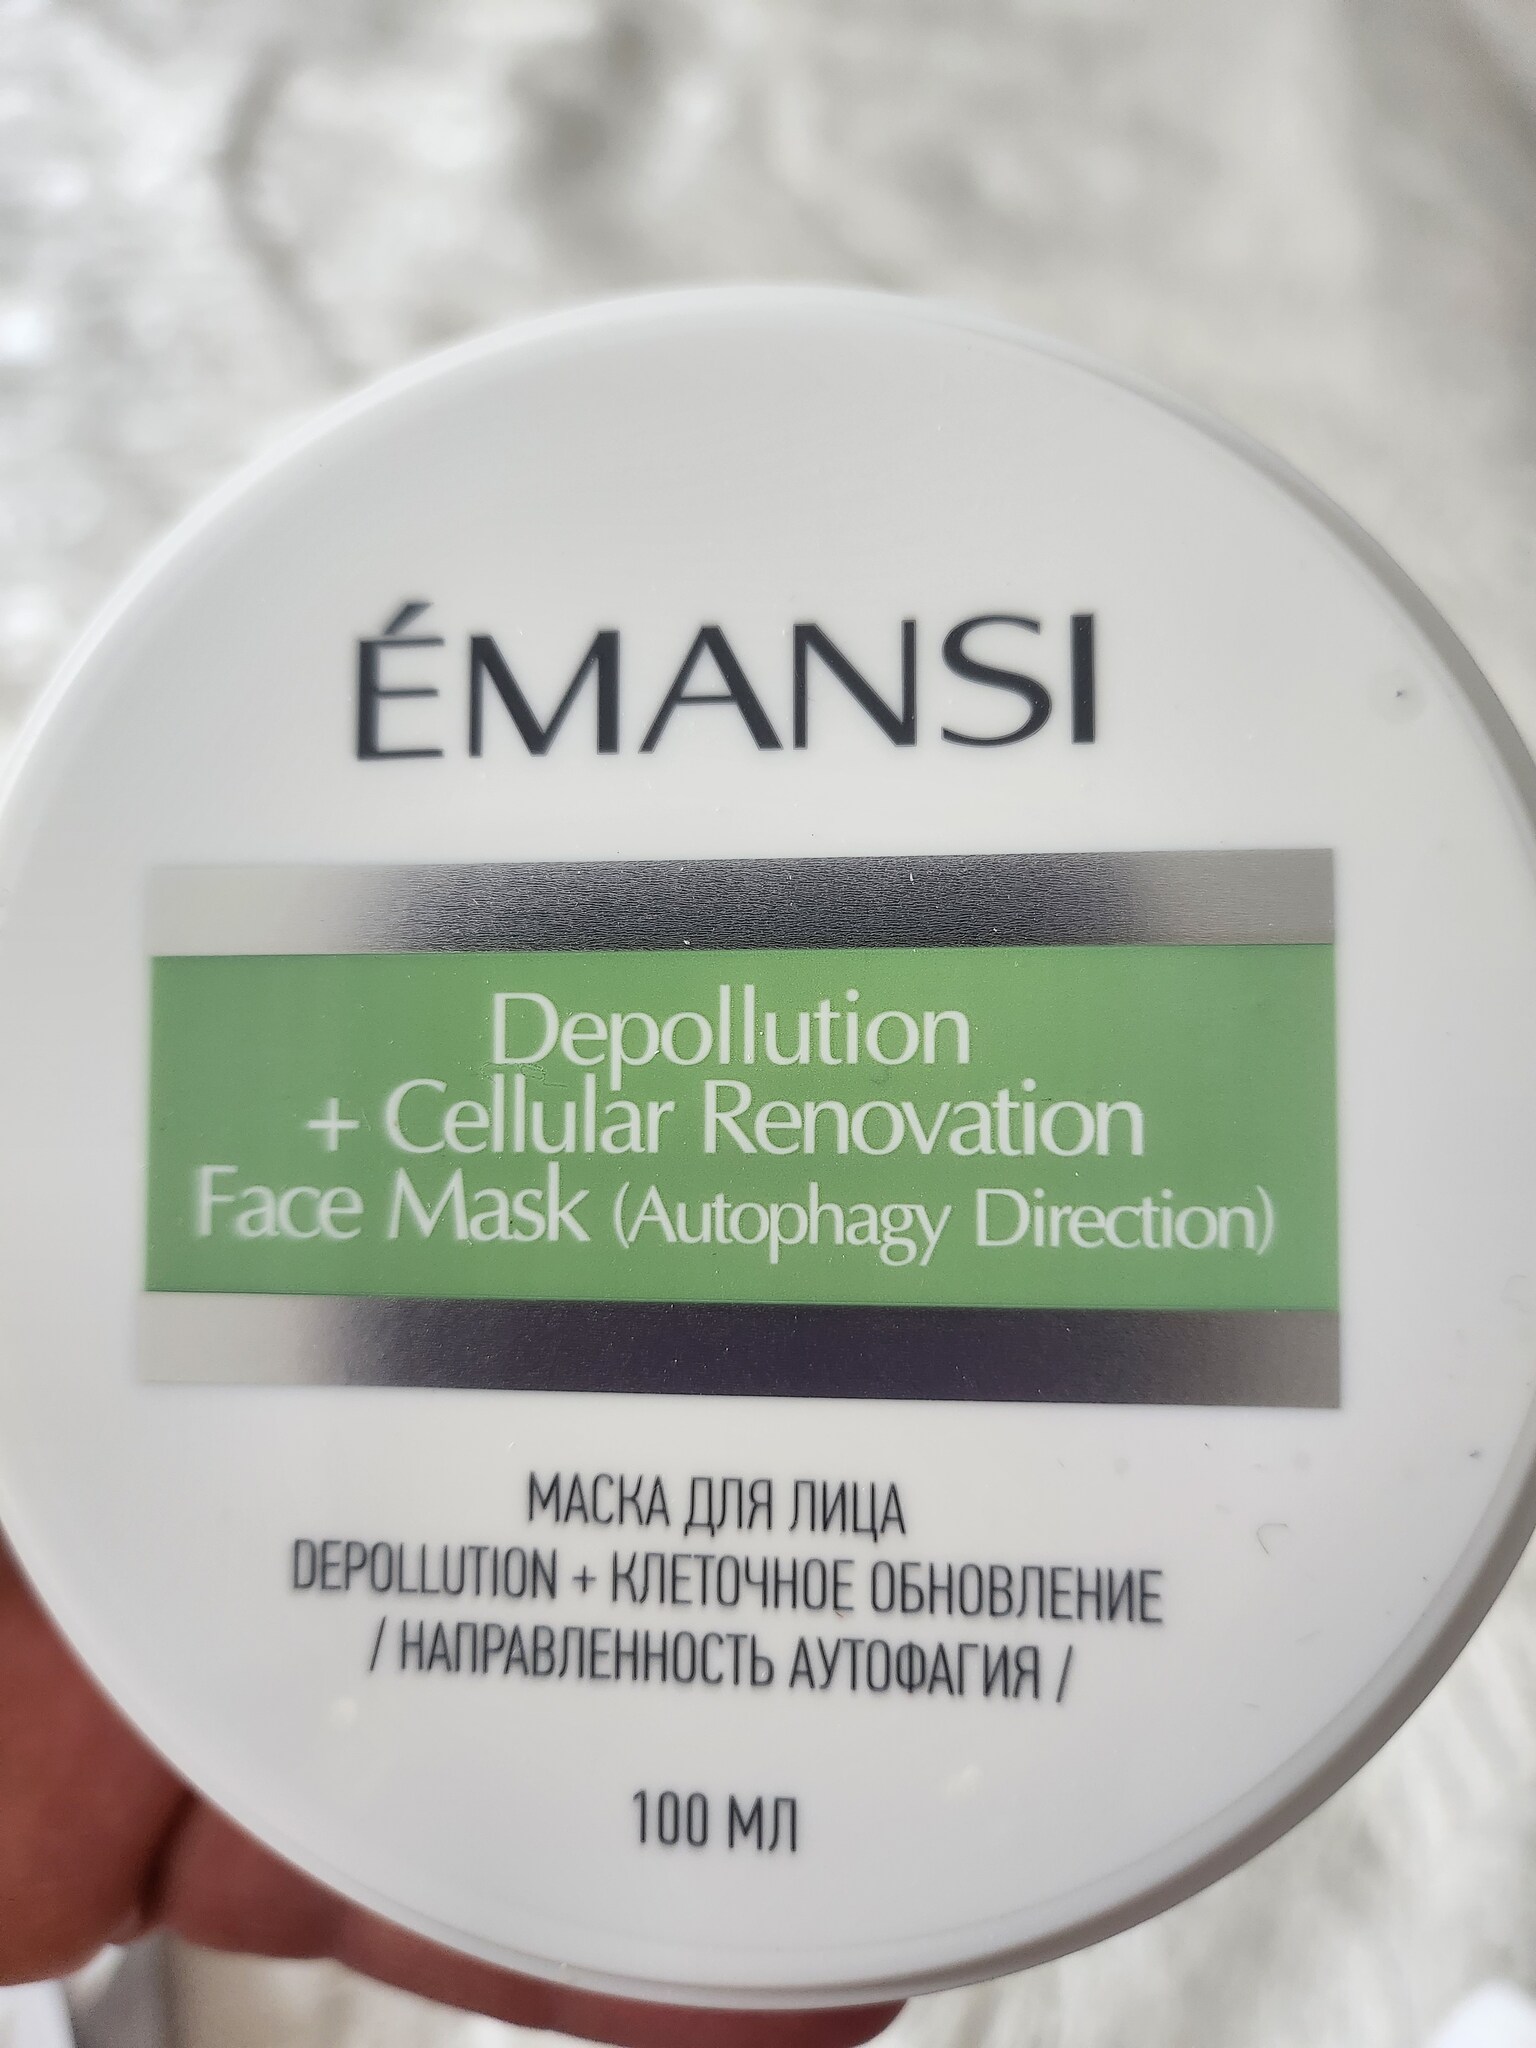 ÉMANSI
Depollution
+ Cellular Renovation
Face Mask (Autophagy Direction)
МАСКА ДЛЯ ЛИЦА
DEPOLLUTION + КЛЕТОЧНОЕ ОБНОВЛЕНИЕ
/ НАПРАВЛЕННОСТЬ АУТОФАГИЯ /
100 МЛ